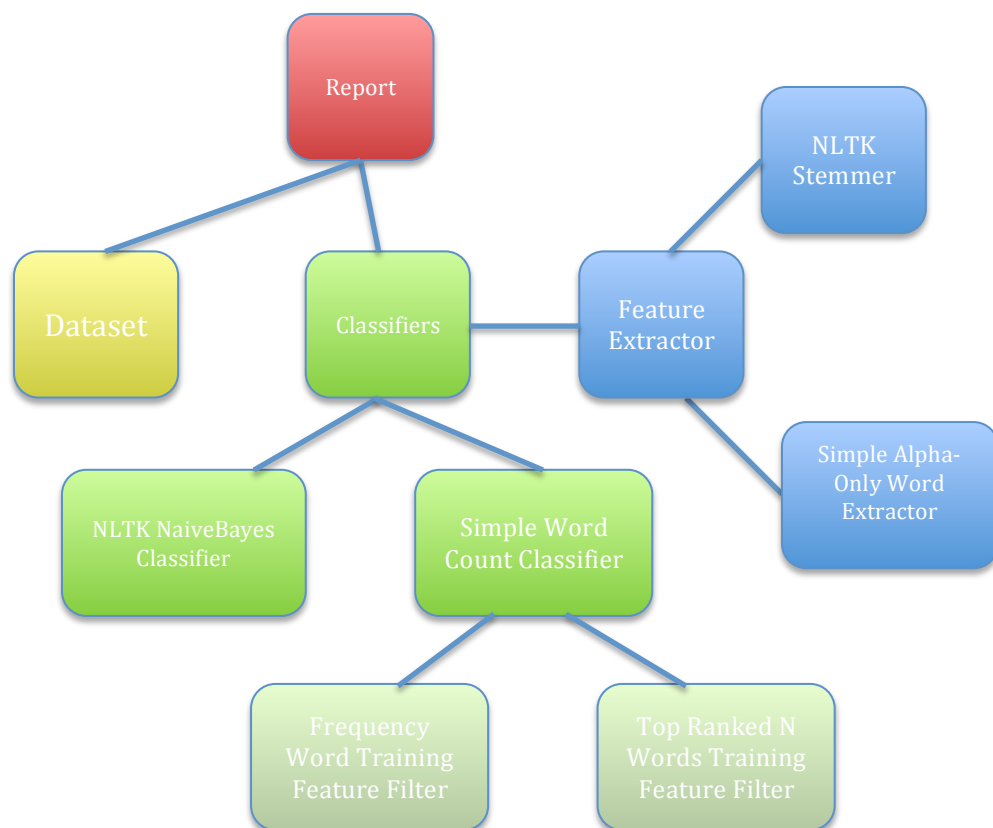 Report
NLTK
Stemmer
Dataset
Classifiers
Feature
Extractor
Simple Alpha-
Only Word
Extractor
NLTK NaiveBayes
Classifier
Simple Word
Count Classifier
Frequency
Word Training
Feature Filter
Top Ranked N
Words Training
Feature Filter